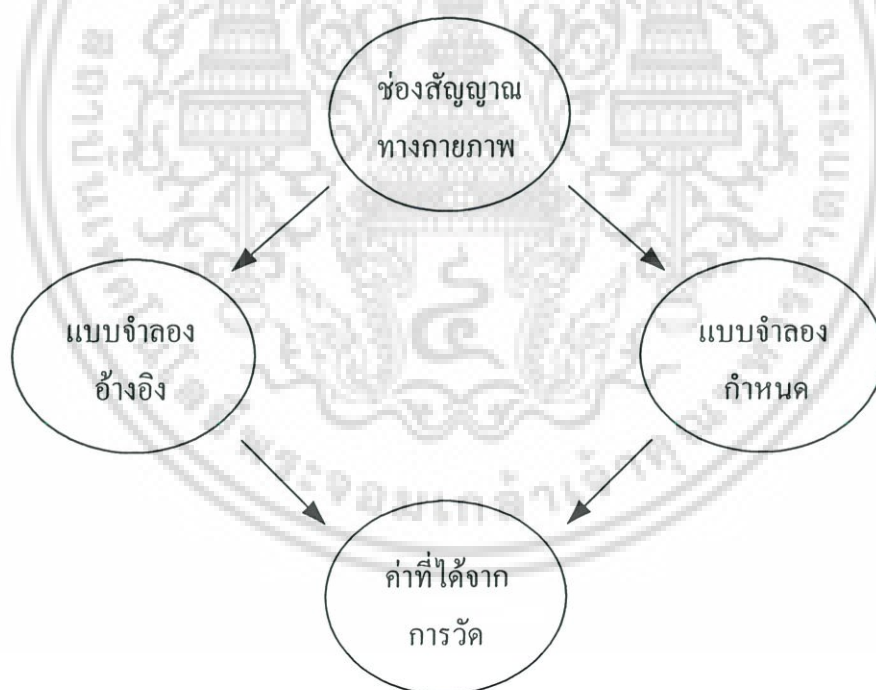 ช่องสัญญาณ
ทางกายภาพ
แบบจำลอง
อ้างอิง
แบบจำลอง
กำหนด
ค่าที่ได้จาก
การวัด